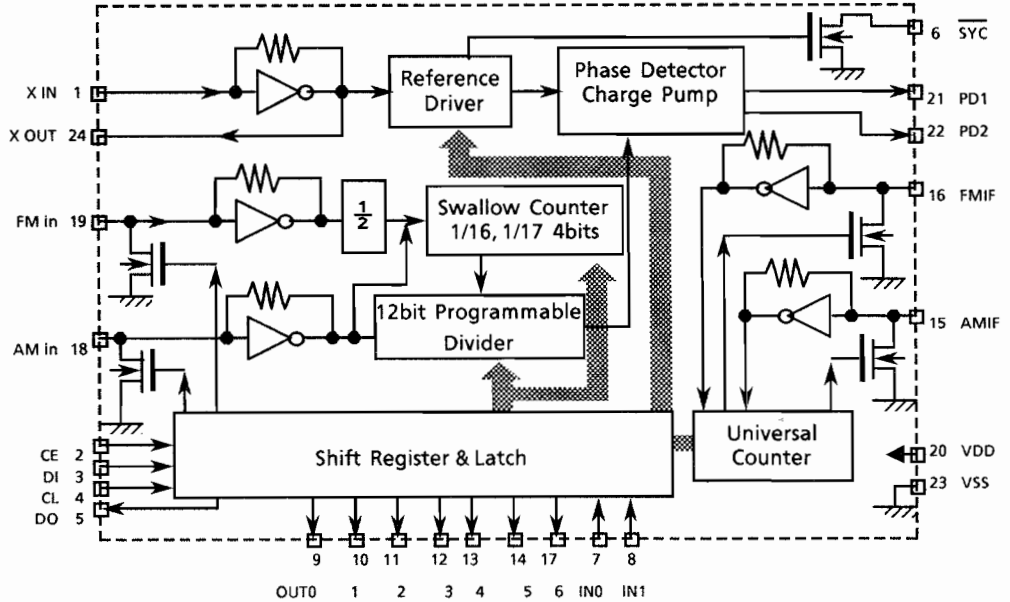 6 SYC
Reference
Driver
Phase Detector
Charge Pump
X IN 1
21 PD1
X OUT 24
22 PD2
16 FMIF
Swallow Counter
1/16, 1/17 4bits
1
2
FM in 19
12bit Programmable
Divider
15 AMIF
AM in 18
Shift Register & Latch
Universal
Counter
CE 2
DI 3
CL 4
DO 5
20 VDD
23 VSS
9 10 11 12 13 14 17 7 8
OUT0 1 2 3 4 5 6 IN0 IN1